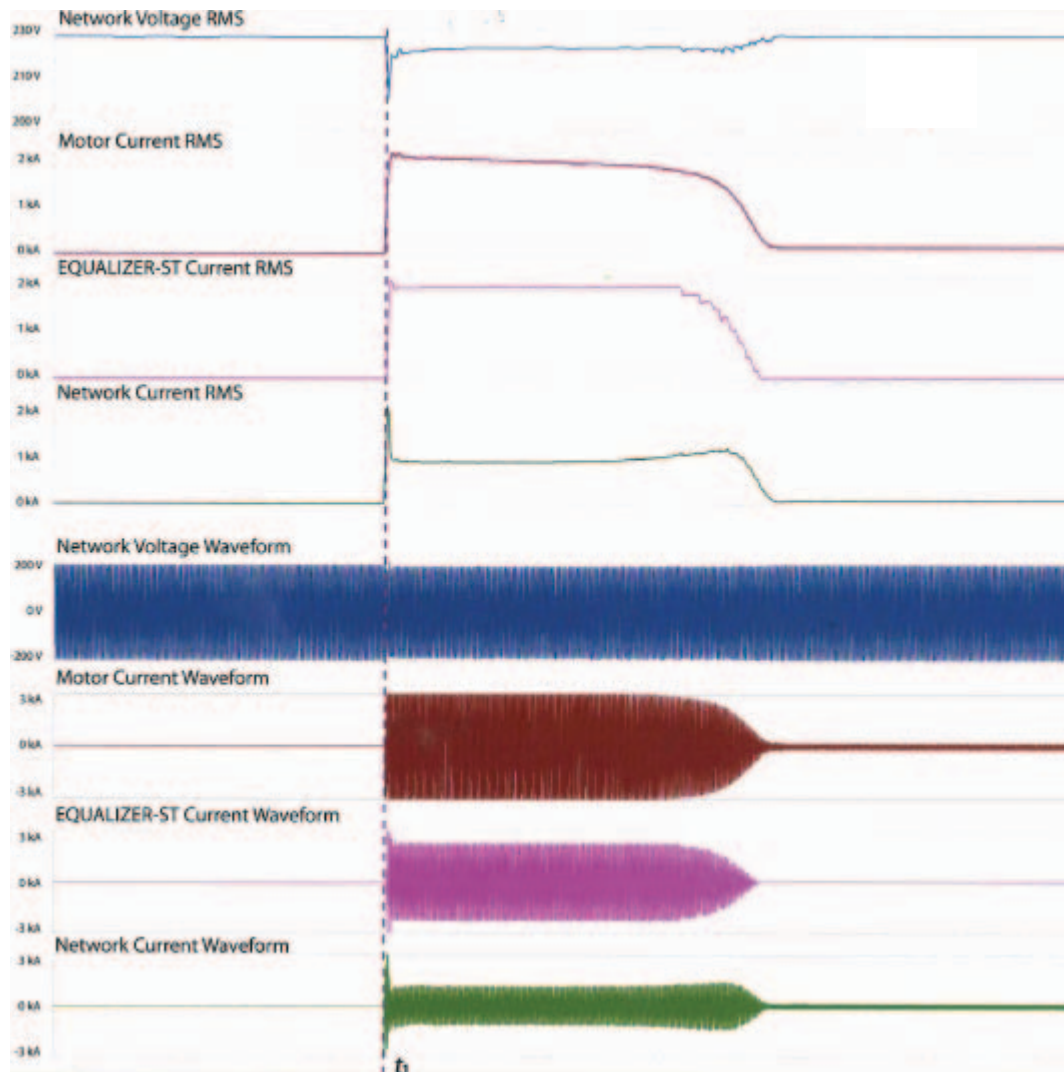 Network Voltage RMS
230 V
210 V
200 V
Motor Current RMS
2 kA
1 kA
0 kA
EQUALIZER-ST Current RMS
2 kA
1 kA
0 kA
Network Current RMS
2 kA
1 kA
0 kA
Network Voltage Waveform
200 V
0 V
-200 V
Motor Current Waveform
3 kA
0 kA
-3 kA
EQUALIZER-ST Current Waveform
3 kA
0 kA
-3 kA
Network Current Waveform
3 kA
0 kA
-3 kA
t₁